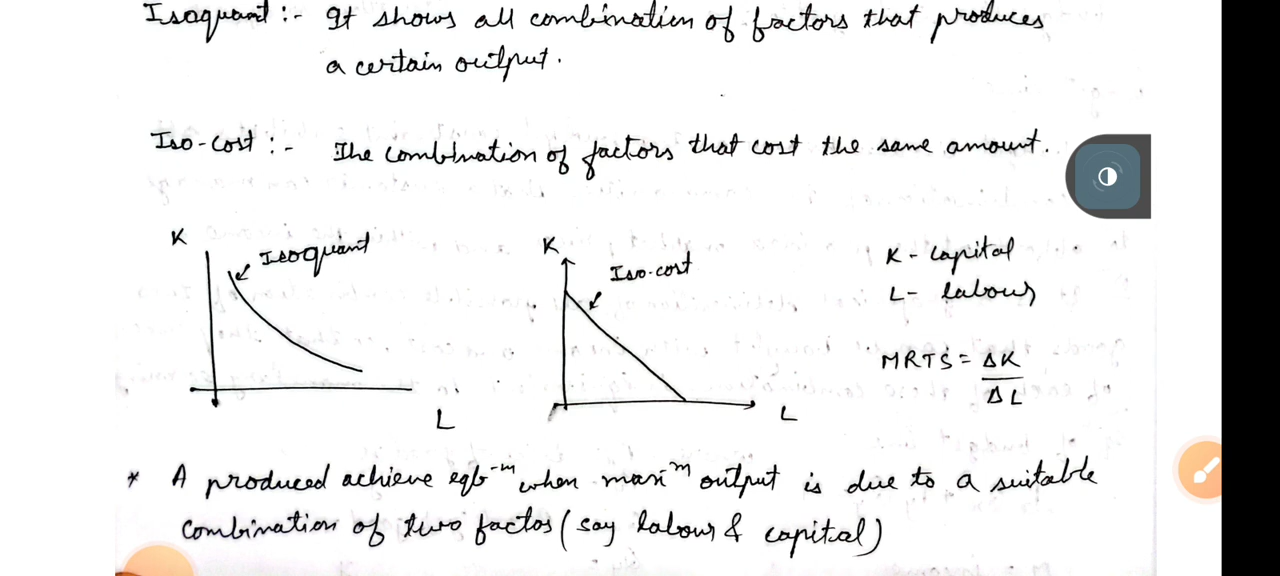 Isoquant :- It shows all combination of factors that produces
a certain output.
Iso-cost :- The combination of factors that cost the same amount.
K
Isoquant
L
K
Iso-cost
L
K - Capital
L - labour
MRTS = ΔK
ΔL
* A produced achieve eqb-m when maxi^m output is due to a suitable
combination of two factos (say labour & capital)